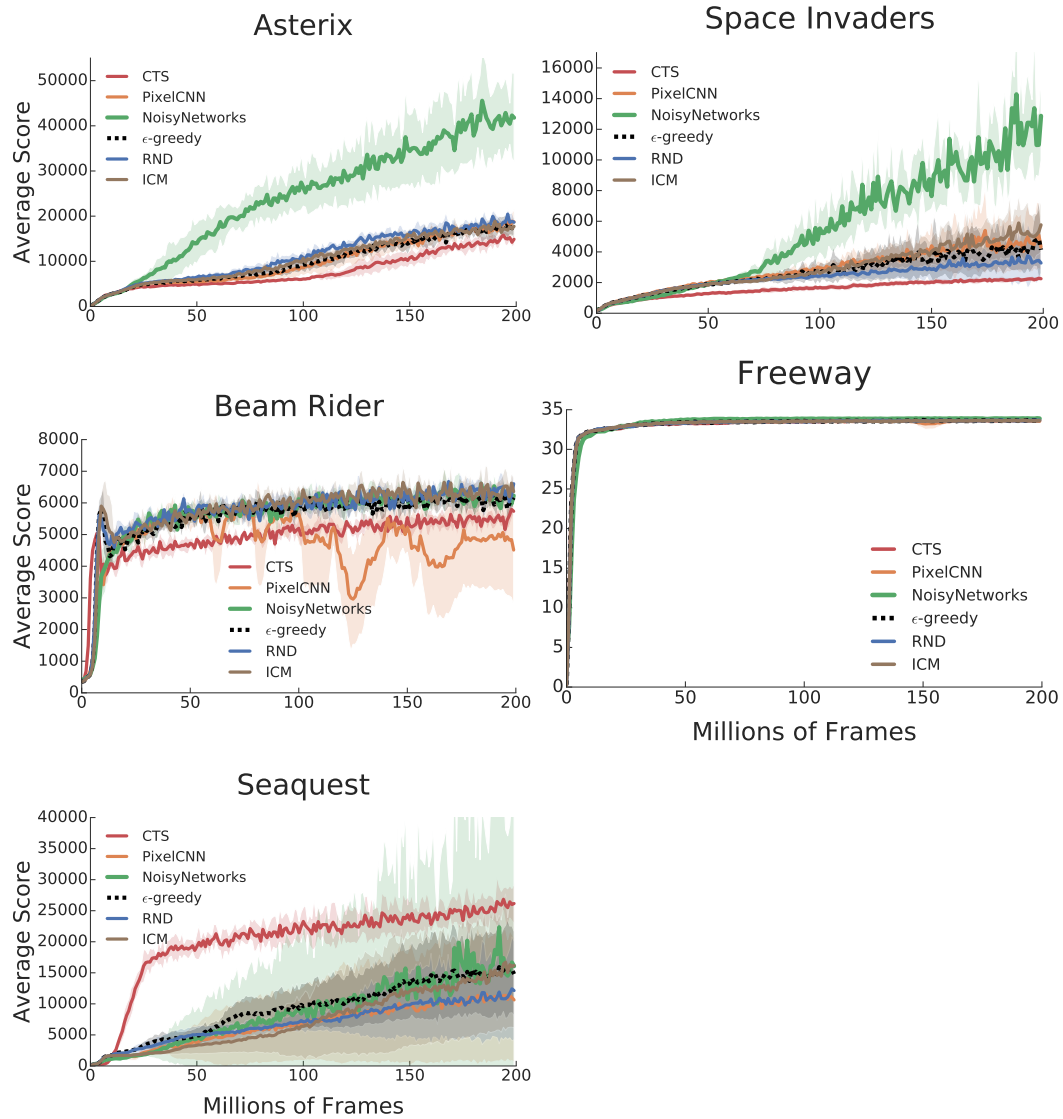 Asterix
Average Score
50000
40000
30000
20000
10000
0
CTS
PixelCNN
NoisyNetworks
ϵ-greedy
RND
ICM
0 50 100 150 200
Space Invaders
16000
14000
12000
10000
8000
6000
4000
2000
0
CTS
PixelCNN
NoisyNetworks
ϵ-greedy
RND
ICM
0 50 100 150 200
Beam Rider
Average Score
8000
7000
6000
5000
4000
3000
2000
1000
0
CTS
PixelCNN
NoisyNetworks
ϵ-greedy
RND
ICM
0 50 100 150 200
Freeway
35
30
25
20
15
10
5
0
CTS
PixelCNN
NoisyNetworks
ϵ-greedy
RND
ICM
0 50 100 150 200
Millions of Frames
Seaquest
Average Score
40000
35000
30000
25000
20000
15000
10000
5000
0
CTS
PixelCNN
NoisyNetworks
ϵ-greedy
RND
ICM
0 50 100 150 200
Millions of Frames